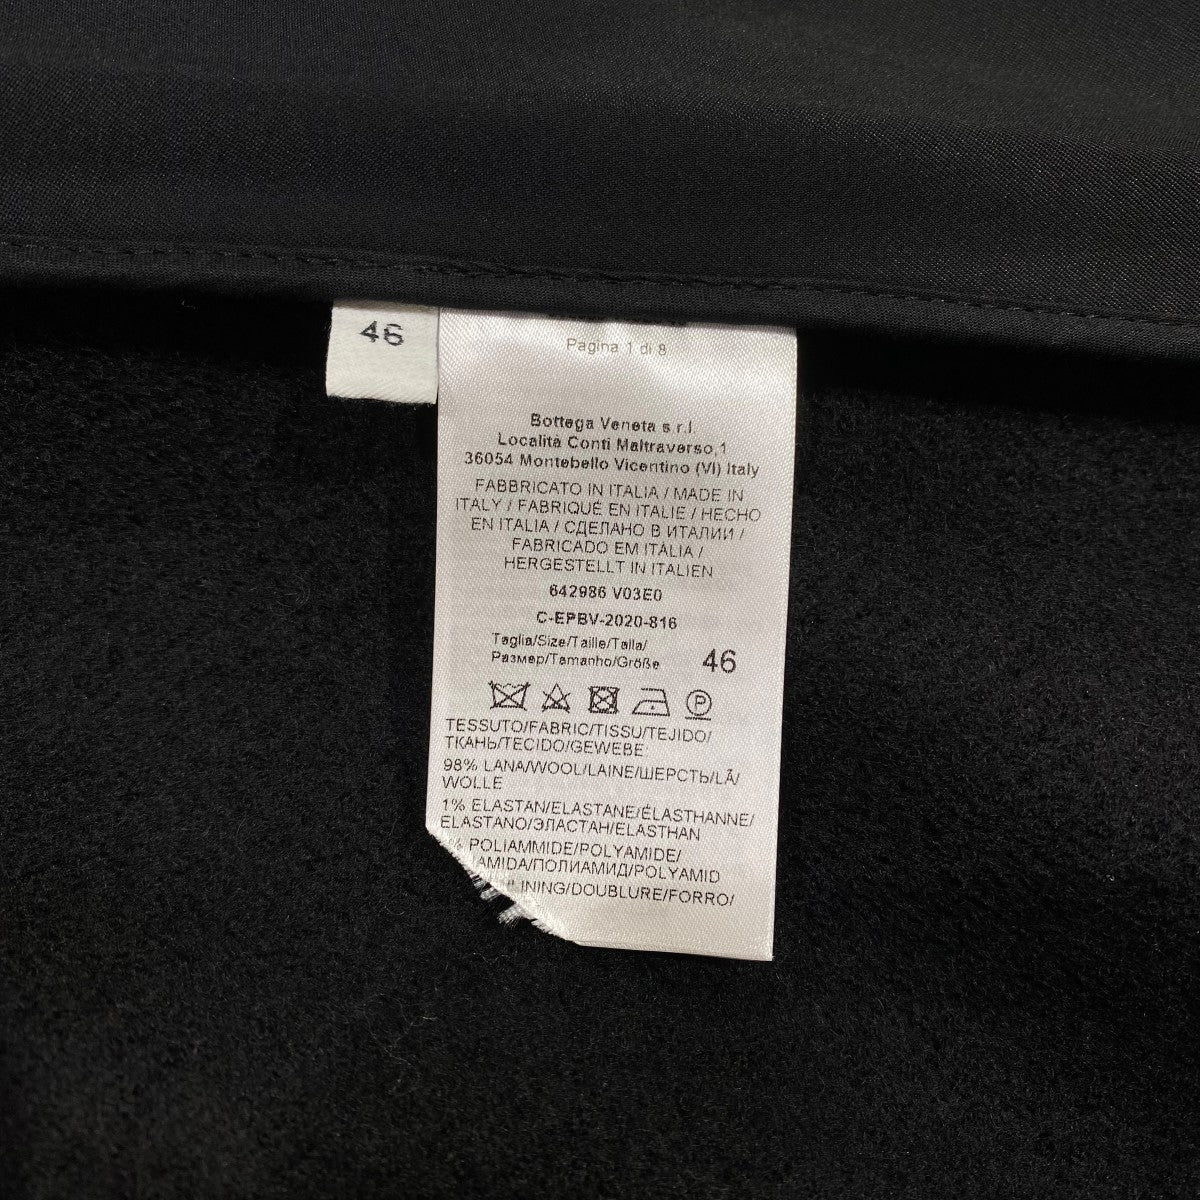 46
Pagina 1 di 8
Bottega Veneta s.r.l.
Località Conti Maltraverso,1
36054 Montebello Vicentino (VI) Italy
FABBRICATO IN ITALIA / MADE IN
ITALY / FABRIQUÉ EN ITALIE / HECHO
EN ITALIA / СДЕЛАНО В ИТАЛИИ /
FABRICADO EM ITÁLIA /
HERGESTELLT IN ITALIEN
642986 V03E0
C-EPBV-2020-816
Taglia/Size/Taille/Talla/
Размер/Tamanho/Größe 46
P
TESSUTO/FABRIC/TISSU/TEJIDO/
ТКАНЬ/TECIDO/GEWEBE:
98% LANA/WOOL/LAINE/ШЕРСТЬ/LÃ/
WOLLE
1% ELASTAN/ELASTANE/ÉLASTHANNE/
ELASTANO/ЭЛАСТАН/ELASTHAN
% POLIAMMIDE/POLYAMIDE/
AMIDA/ПОЛИАМИД/POLYAMID
INING/DOUBLURE/FORRO/